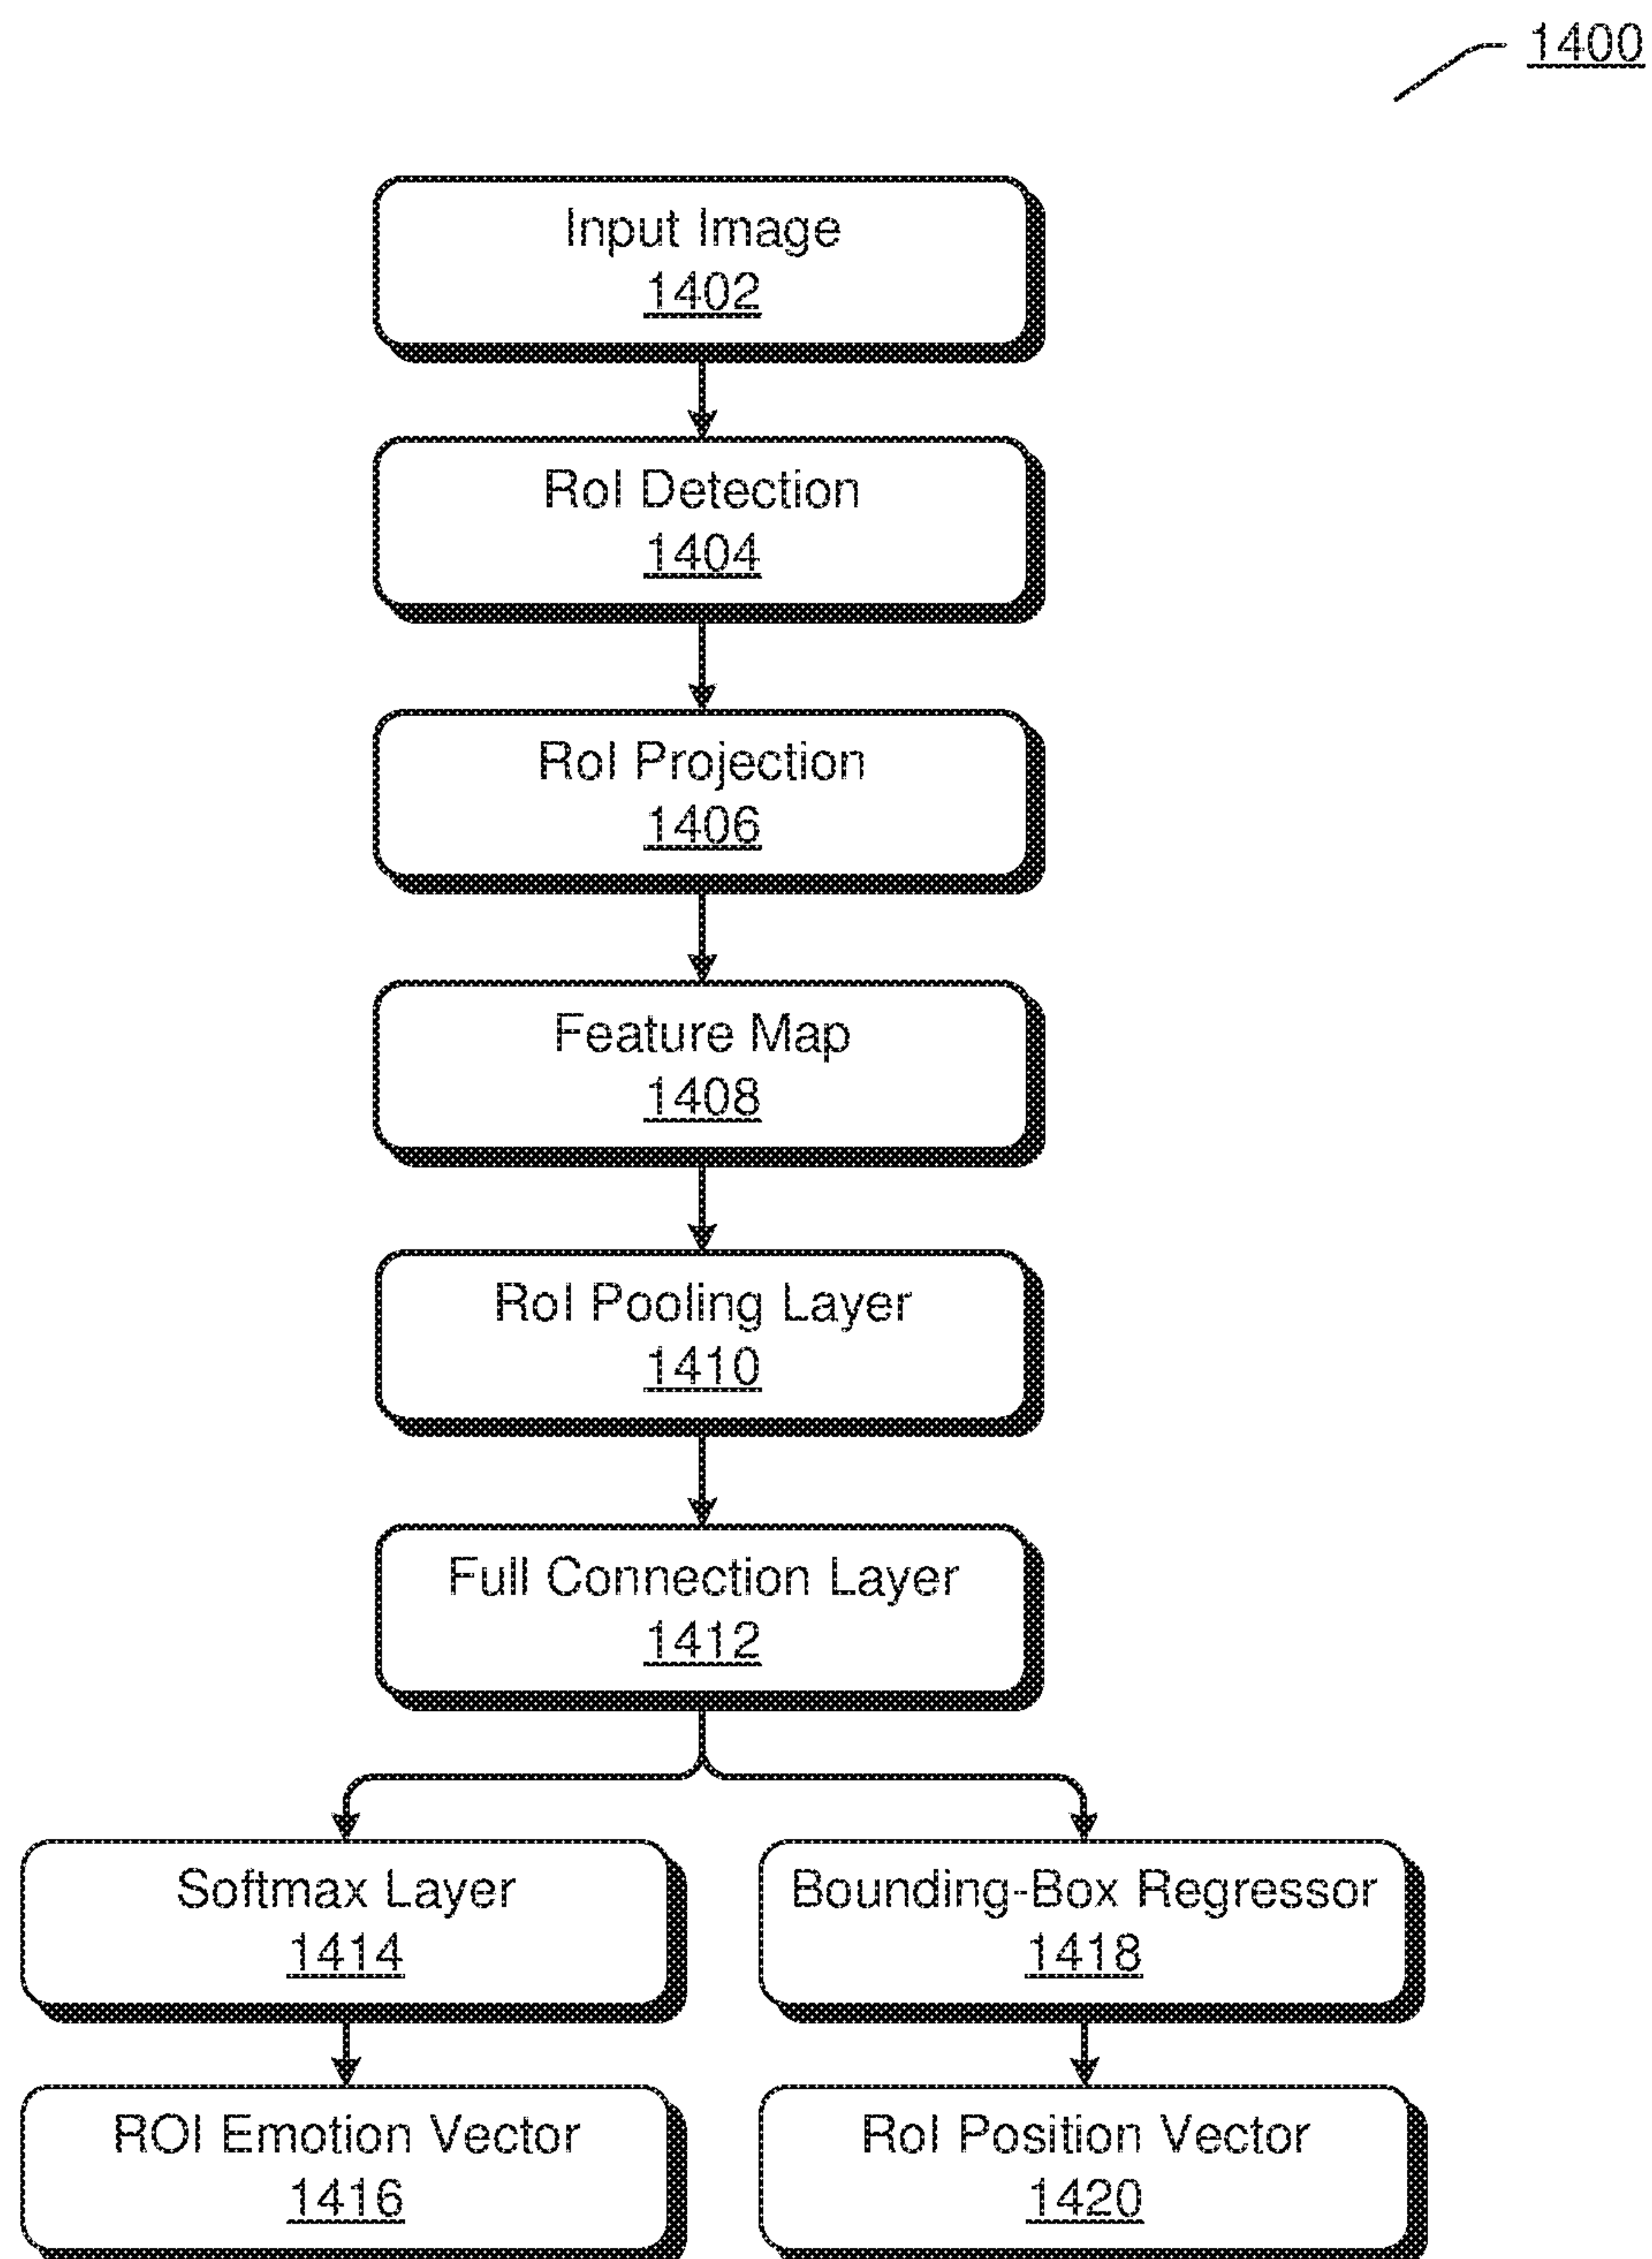 1400
Input Image
1402
RoI Detection
1404
RoI Projection
1406
Feature Map
1408
RoI Pooling Layer
1410
Full Connection Layer
1412
Softmax Layer
1414
Bounding-Box Regressor
1418
ROI Emotion Vector
1416
RoI Position Vector
1420